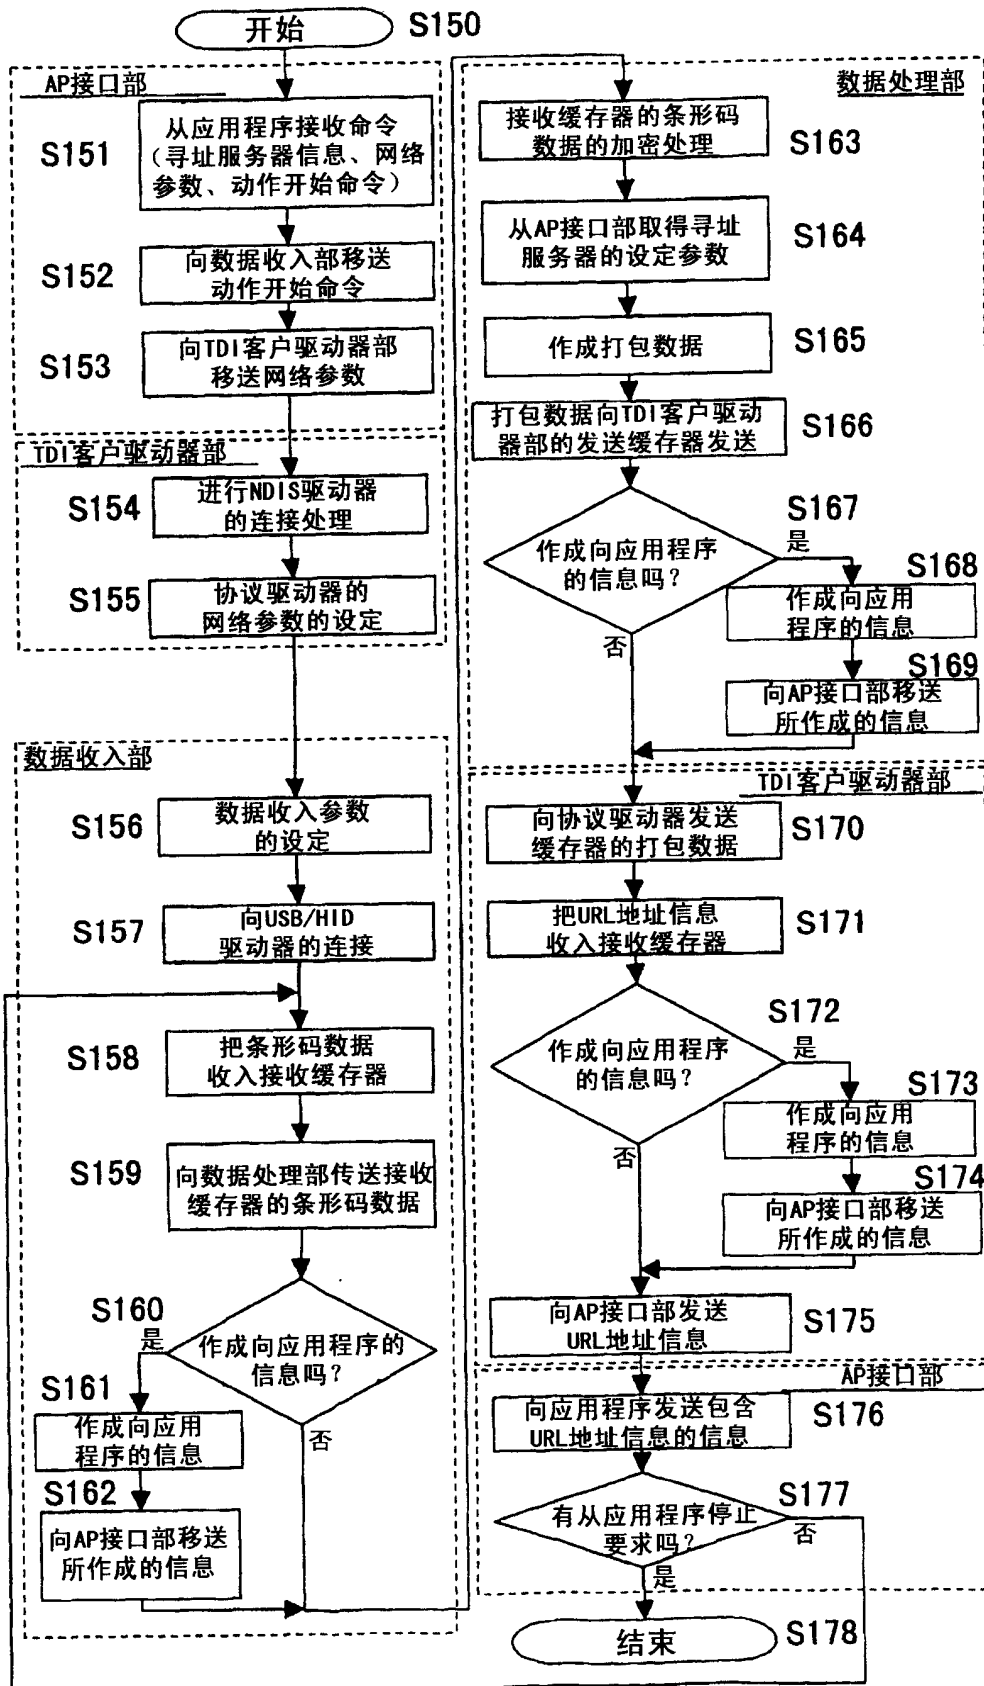 开始
S150
AP接口部
S151
从应用程序接收命令
(寻址服务器信息、网络
参数、动作开始命令)
S152
向数据收入部移送
动作开始命令
S153
向TDI客户驱动器部
移送网络参数
TDI客户驱动器部
S154
进行NDIS驱动器
的连接处理
S155
协议驱动器的
网络参数的设定
数据收入部
S156
数据收入参数
的设定
S157
向USB/HID
驱动器的连接
S158
把条形码数据
收入接收缓存器
S159
向数据处理部传送接收
缓存器的条形码数据
S160
是
作成向应用程序的
信息吗?
否
S161
作成向应用
程序的信息
S162
向AP接口部移送
所作成的信息
数据处理部
接收缓存器的条形码
数据的加密处理
S163
从AP接口部取得寻址
服务器的设定参数
S164
作成打包数据
S165
打包数据向TDI客户驱动
器部的发送缓存器发送
S166
S167
作成向应用程序
的信息吗?
是
否
S168
作成向应用
程序的信息
S169
向AP接口部移送
所作成的信息
TDI客户驱动器部
向协议驱动器发送
缓存器的打包数据
S170
把URL地址信息
收入接收缓存器
S171
S172
作成向应用程序
的信息吗?
是
否
S173
作成向应用
程序的信息
S174
向AP接口部移送
所作成的信息
向AP接口部发送
URL地址信息
S175
AP接口部
向应用程序发送包含
URL地址信息的信息
S176
S177
有从应用程序停止
要求吗?
否
是
结束
S178